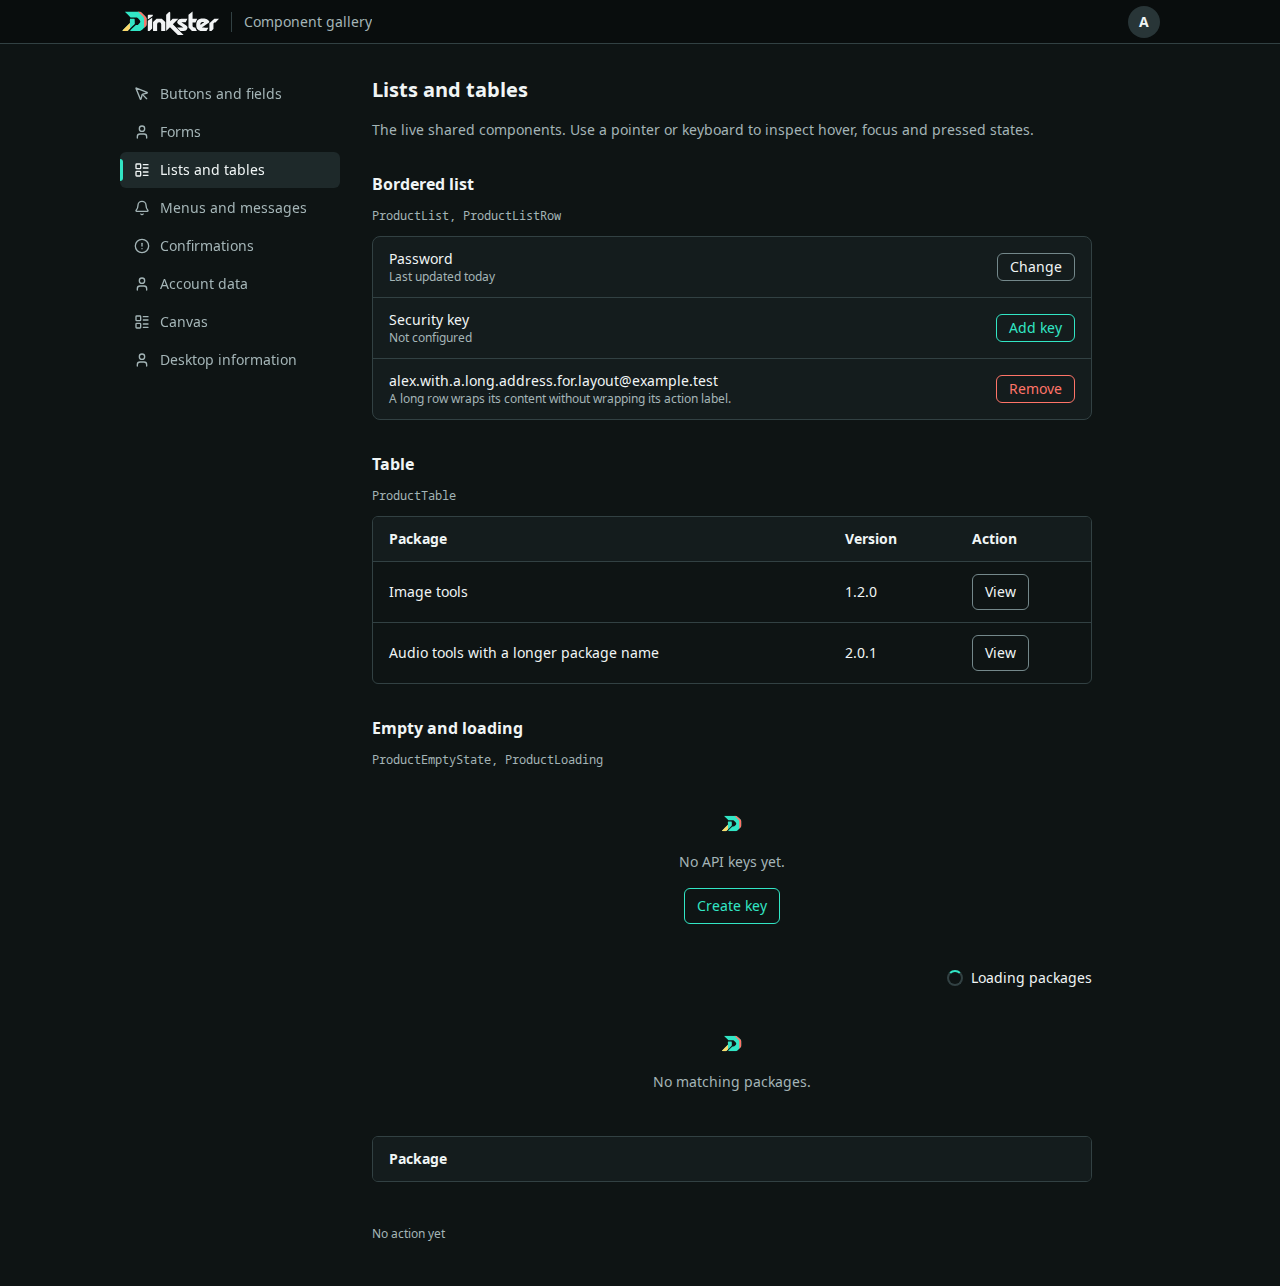 Dinkster
Component gallery
A
Buttons and fields
Forms
Lists and tables
Menus and messages
Confirmations
Account data
Canvas
Desktop information
Lists and tables
The live shared components. Use a pointer or keyboard to inspect hover, focus and pressed states.
Bordered list
ProductList, ProductListRow
Password
Last updated today
Change
Security key
Not configured
Add key
alex.with.a.long.address.for.layout@example.test
A long row wraps its content without wrapping its action label.
Remove
Table
ProductTable
Package Version Action
Image tools 1.2.0 View
Audio tools with a longer package name 2.0.1 View
Empty and loading
ProductEmptyState, ProductLoading
No API keys yet.
Create key
Loading packages
No matching packages.
Package
No action yet